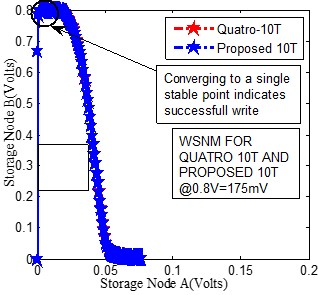 0.8
0.7
0.6
0.5
0.4
0.3
0.2
0.1
0
Storage Node B(Volts)
Quatro-10T
Proposed 10T
Converging to a single
stable point indicates
successfull write
WSNM FOR
QUATRO 10T AND
PROPOSED 10T
@0.8V=175mV
0 0.05 0.1 0.15 0.2
Storage Node A(Volts)